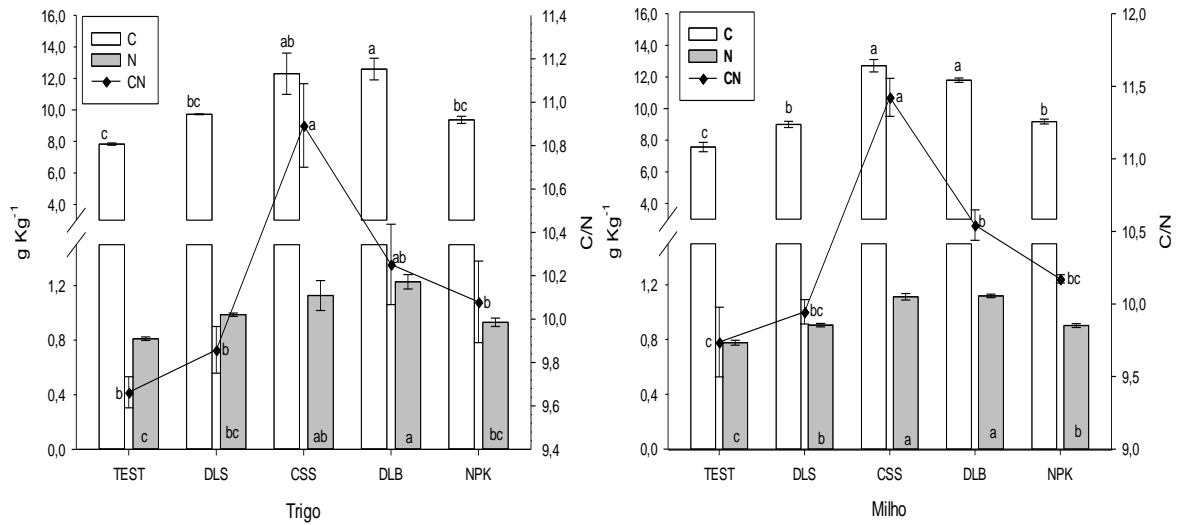 C
N
CN
16,0
14,0
12,0
10,0
8,0
6,0
4,0
1,2
0,8
0,4
0,0
g Kg⁻¹
c
bc
ab
a
bc
b
b
a
ab
b
c
bc
ab
a
bc
11,4
11,2
11,0
10,8
10,6
10,4
10,2
10,0
9,8
9,6
9,4
C/N
TEST DLS CSS DLB NPK
Trigo
C
N
CN
16,0
14,0
12,0
10,0
8,0
6,0
4,0
1,2
0,8
0,4
0,0
g Kg⁻¹
c
b
a
a
b
c
bc
a
b
bc
c
b
a
a
b
12,0
11,5
11,0
10,5
10,0
9,5
9,0
C/N
TEST DLS CSS DLB NPK
Milho